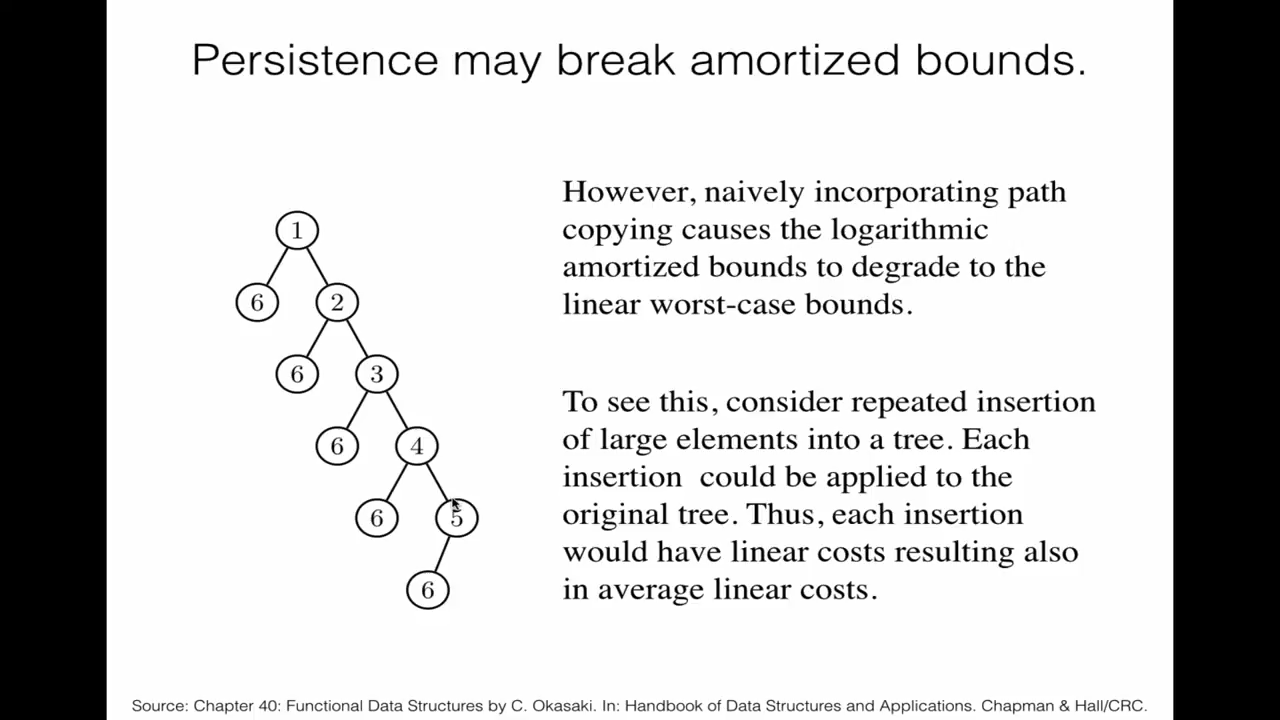 Persistence may break amortized bounds.
However, naively incorporating path
copying causes the logarithmic
amortized bounds to degrade to the
linear worst-case bounds.
To see this, consider repeated insertion
of large elements into a tree. Each
insertion could be applied to the
original tree. Thus, each insertion
would have linear costs resulting also
in average linear costs.
1
6 2
6 3
6 4
6 5
6
Source: Chapter 40: Functional Data Structures by C. Okasaki. In: Handbook of Data Structures and Applications. Chapman & Hall/CRC.